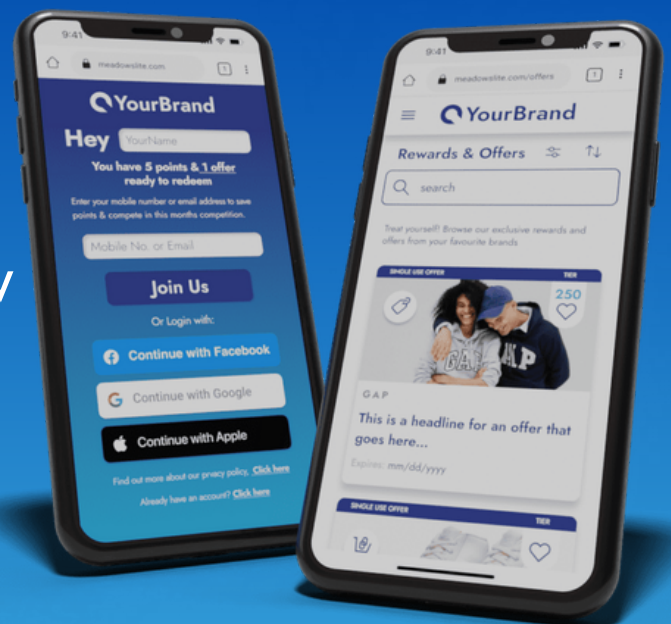 9:41
meadowslite.com
1
YourBrand
Hey YourName
You have 5 points & 1 offer
ready to redeem
Enter your mobile number or email address to save
points & compete in this months competition.
Mobile No. or Email
Join Us
Or Login with:
Continue with Facebook
Continue with Google
Continue with Apple
Find out more about our privacy policy, Click here
Already have an account? Click here
9:41
meadowslite.com/offers
1
YourBrand
Rewards & Offers
search
Treat yourself! Browse our exclusive rewards and
offers from your favourite brands
SINGLE USE OFFER TIER
250
GAP
GAP
This is a headline for an offer that
goes here...
Expires: mm/dd/yyyy
SINGLE USE OFFER TIER